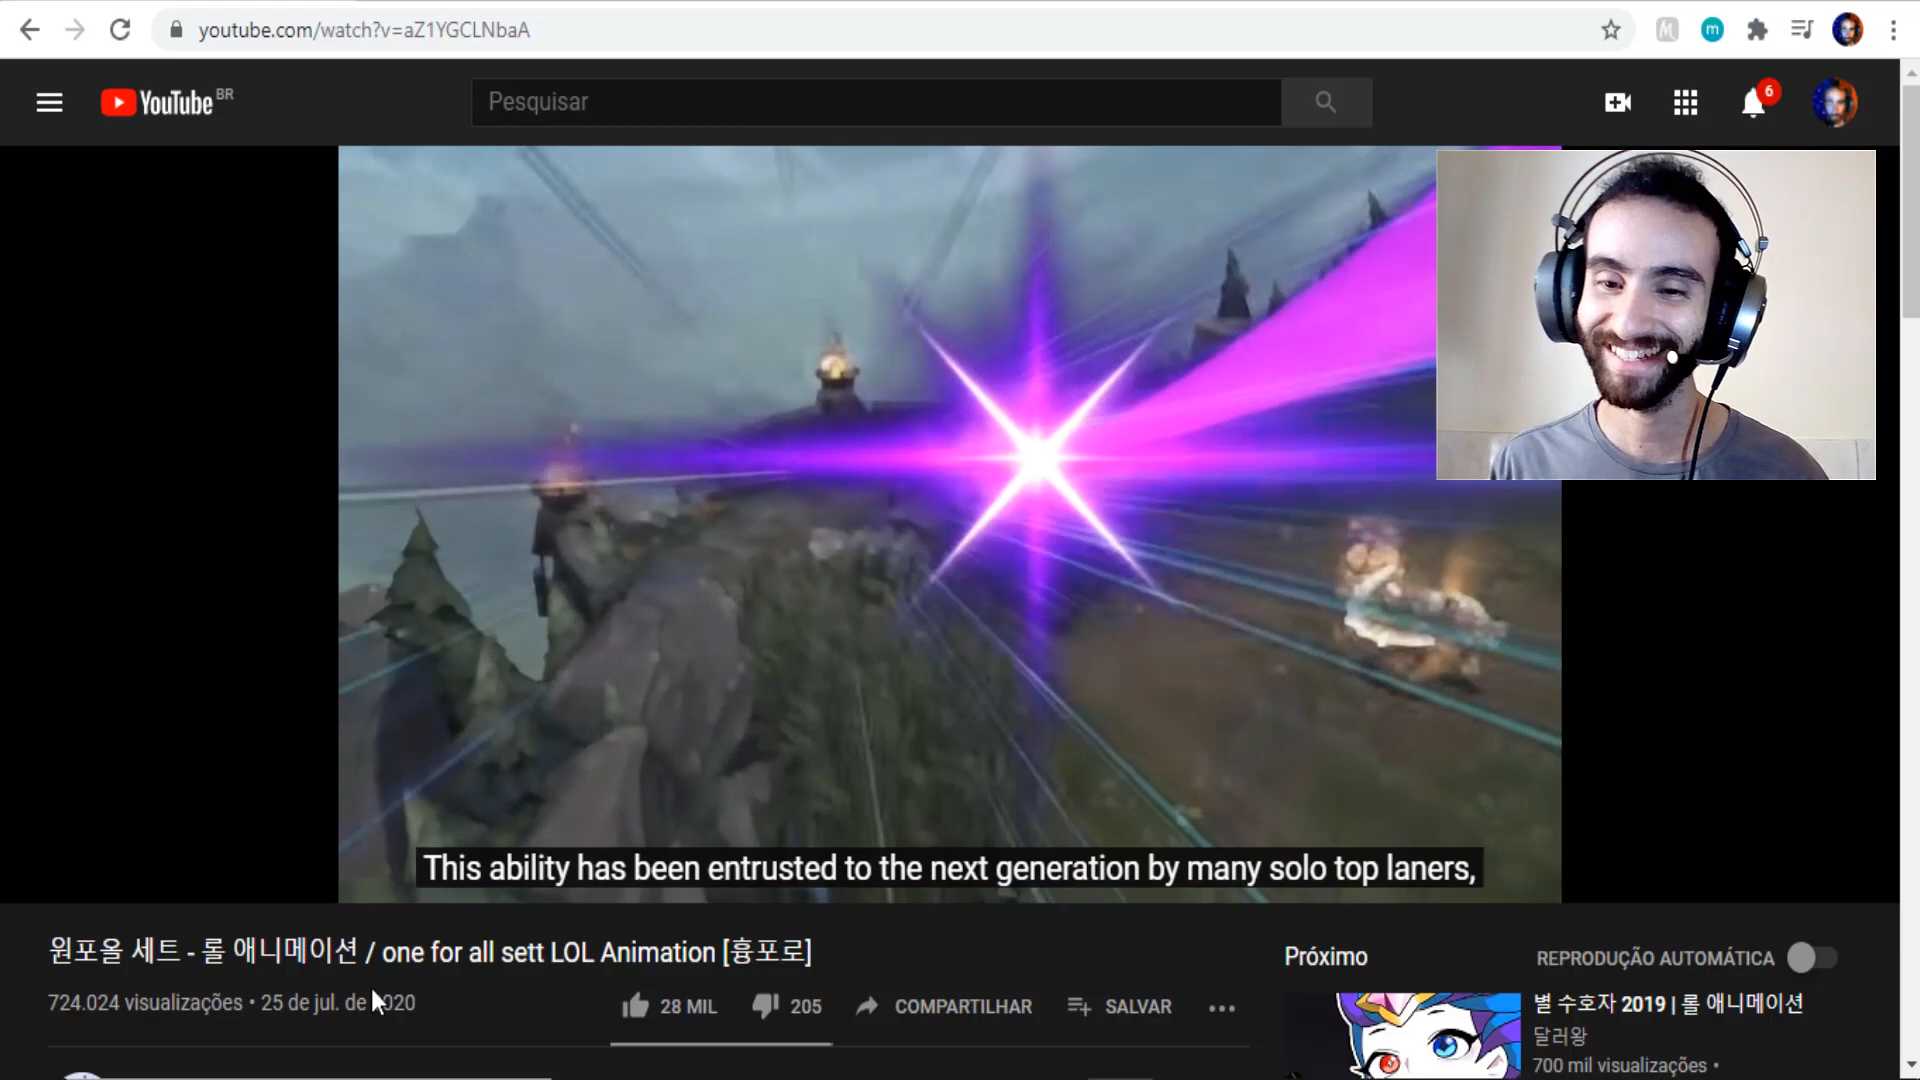 youtube.com/watch?v=aZ1YGCLNbaA
m
YouTube BR
Pesquisar
6
This ability has been entrusted to the next generation by many solo top laners,
원포올 세트 - 롤 애니메이션 / one for all sett LOL Animation [흉포로]
724.024 visualizações • 25 de jul. de 2020
28 MIL
205
COMPARTILHAR
SALVAR
Próximo
REPRODUÇÃO AUTOMÁTICA
별 수호자 2019 | 롤 애니메이션
달러왕
700 mil visualizações •